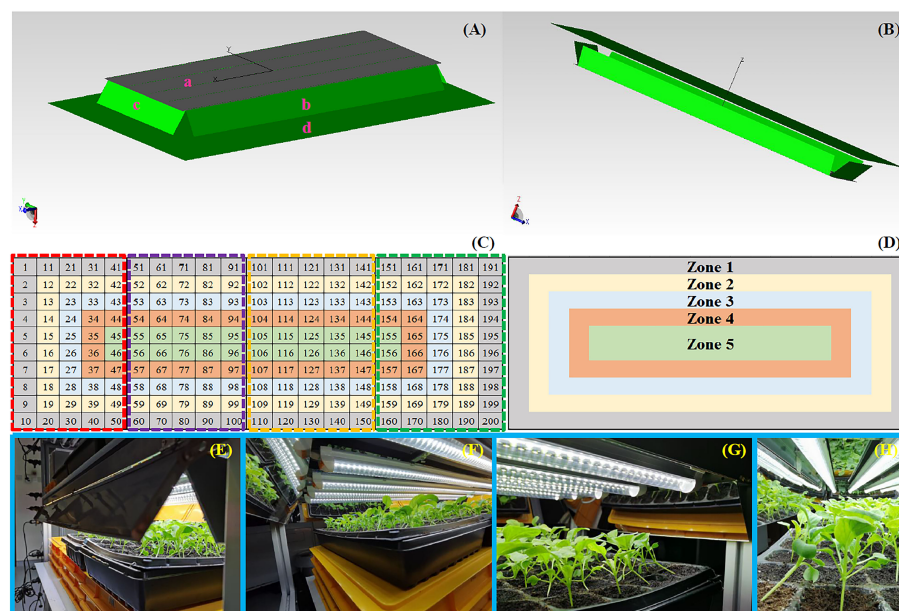 (A)
(B)
Y
X
a
b
c
d
Y
X
Z
Z
X
(C)
(D)
1 11 21 31 41 51 61 71 81 91 101 111 121 131 141 151 161 171 181 191
2 12 22 32 42 52 62 72 82 92 102 112 122 132 142 152 162 172 182 192
3 13 23 33 43 53 63 73 83 93 103 113 123 133 143 153 163 173 183 193
4 14 24 34 44 54 64 74 84 94 104 114 124 134 144 154 164 174 184 194
5 15 25 35 45 55 65 75 85 95 105 115 125 135 145 155 165 175 185 195
6 16 26 36 46 56 66 76 86 96 106 116 126 136 146 156 166 176 186 196
7 17 27 37 47 57 67 77 87 97 107 117 127 137 147 157 167 177 187 197
8 18 28 38 48 58 68 78 88 98 108 118 128 138 148 158 168 178 188 198
9 19 29 39 49 59 69 79 89 99 109 119 129 139 149 159 169 179 189 199
10 20 30 40 50 60 70 80 90 100 110 120 130 140 150 160 170 180 190 200
Zone 1
Zone 2
Zone 3
Zone 4
Zone 5
(E)
(F)
(G)
(H)